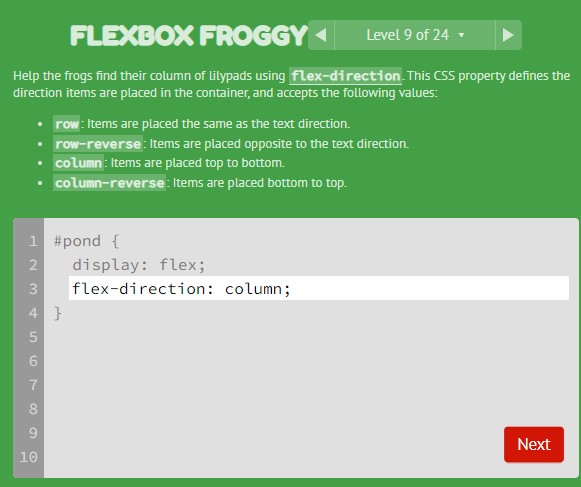 FLEXBOX FROGGY
◀ Level 9 of 24 ▾ ▶
Help the frogs find their column of lilypads using flex-direction. This CSS property defines the
direction items are placed in the container, and accepts the following values:
• row: Items are placed the same as the text direction.
• row-reverse: Items are placed opposite to the text direction.
• column: Items are placed top to bottom.
• column-reverse: Items are placed bottom to top.
1 #pond {
2 display: flex;
3 flex-direction: column;
4 }
5
6
7
8
9
10
Next